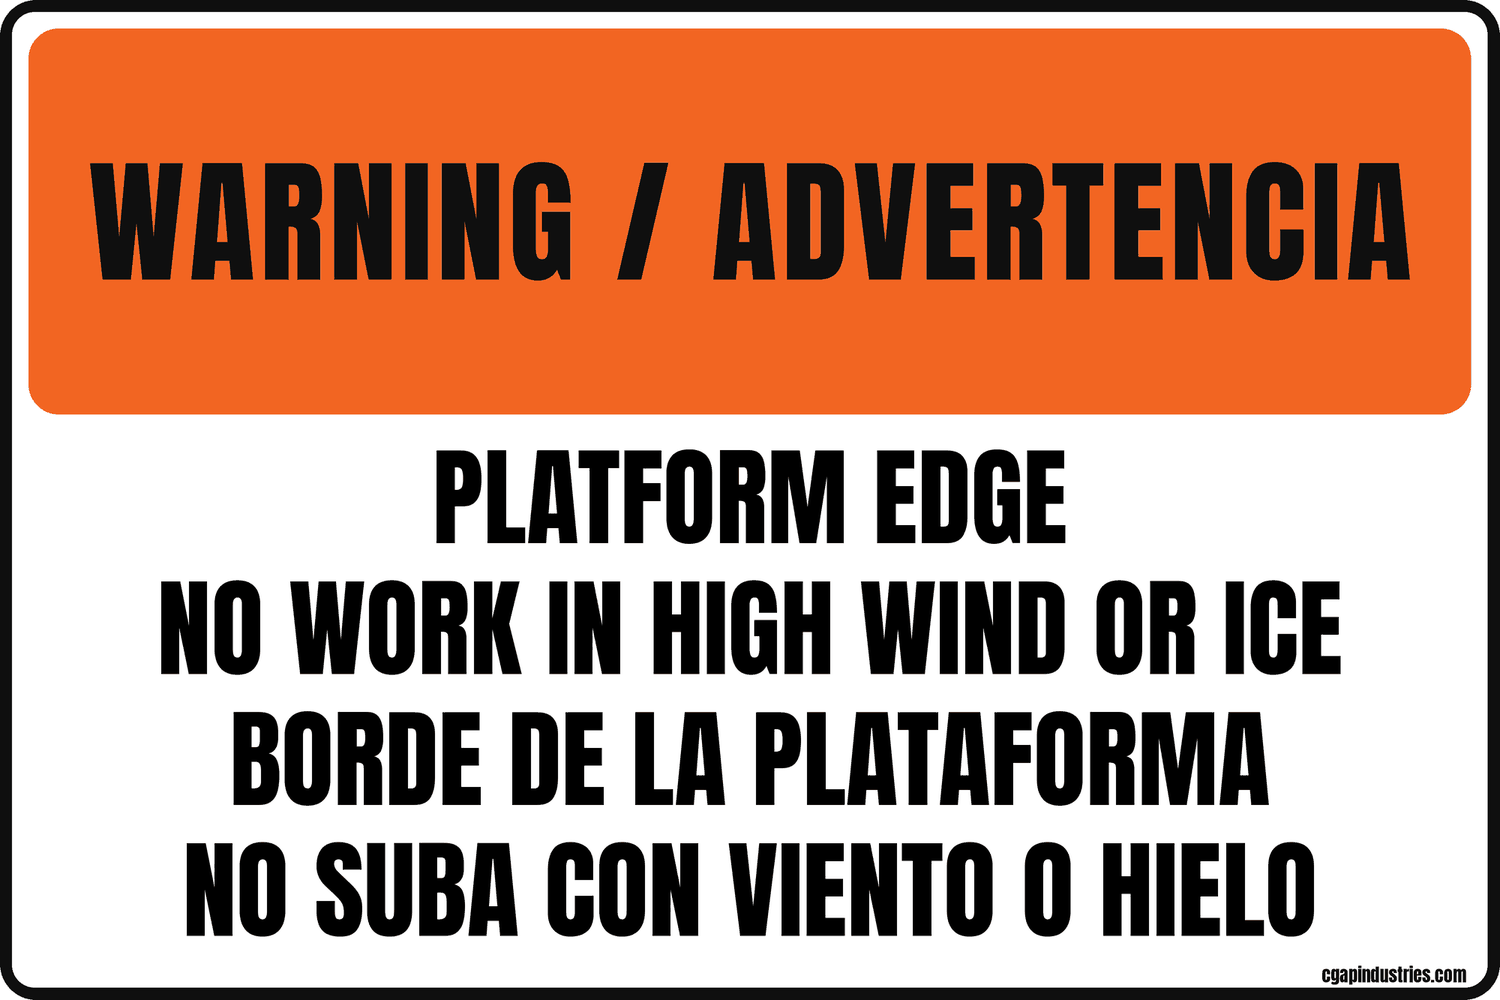 WARNING / ADVERTENCIA
PLATFORM EDGE
NO WORK IN HIGH WIND OR ICE
BORDE DE LA PLATAFORMA
NO SUBA CON VIENTO O HIELO
cgapindustries.com